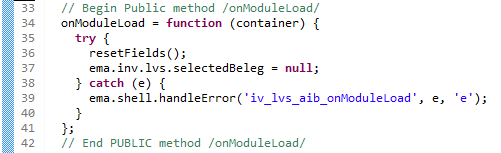 33 // Begin Public method /onModuleLoad/
34 onModuleLoad = function (container) {
35 try {
36 resetFields();
37 ema.inv.lvs.selectedBeleg = null;
38 } catch (e) {
39 ema.shell.handleError('iv_lvs_aib_onModuleLoad', e, 'e');
40 }
41 };
42 // End PUBLIC method /onModuleLoad/